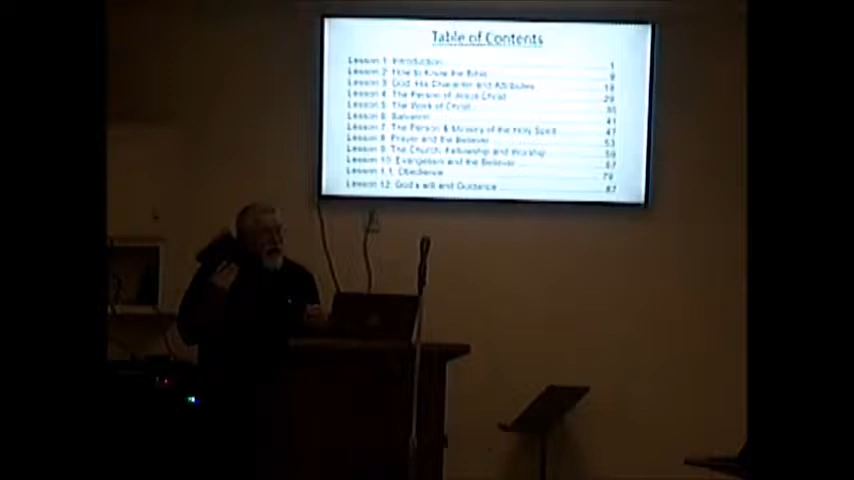 Table of Contents
Lesson 1: Introduction 1
Lesson 2: How to Know the Bible 9
Lesson 3: God: His Character and Attributes 19
Lesson 4: The Person of Jesus Christ 29
Lesson 5: The Work of Christ 35
Lesson 6: Salvation 41
Lesson 7: The Person & Ministry of the Holy Spirit 47
Lesson 8: Prayer and the Believer 53
Lesson 9: The Church: Fellowship and Worship 59
Lesson 10: Evangelism and the Believer 67
Lesson 11: Obedience 79
Lesson 12: God's will and Guidance 87